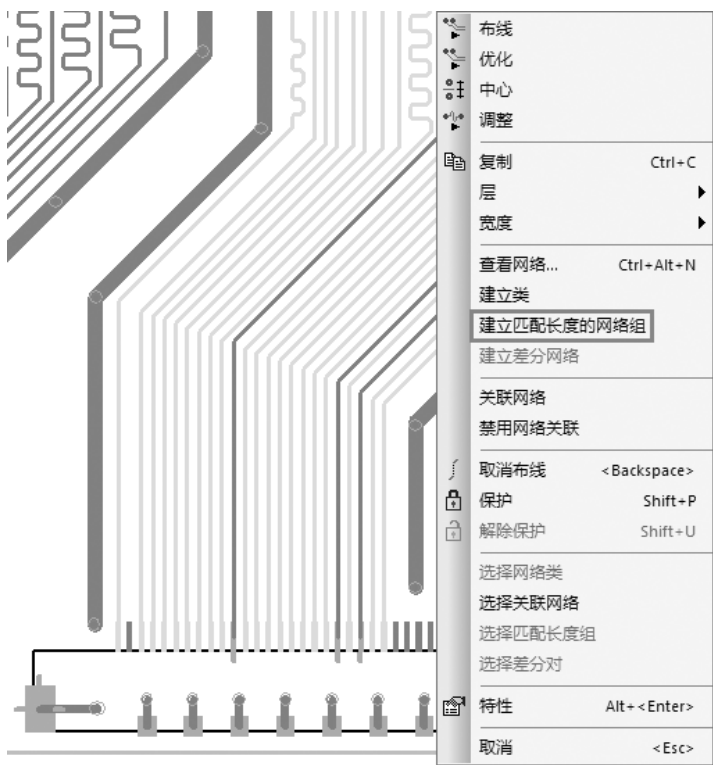 布线
优化
中心
调整
复制 Ctrl+C
层
宽度
查看网络... Ctrl+Alt+N
建立类
建立匹配长度的网络组
建立差分网络
关联网络
禁用网络关联
取消布线 <Backspace>
保护 Shift+P
解除保护 Shift+U
选择网络类
选择关联网络
选择匹配长度组
选择差分对
特性 Alt+<Enter>
取消 <Esc>